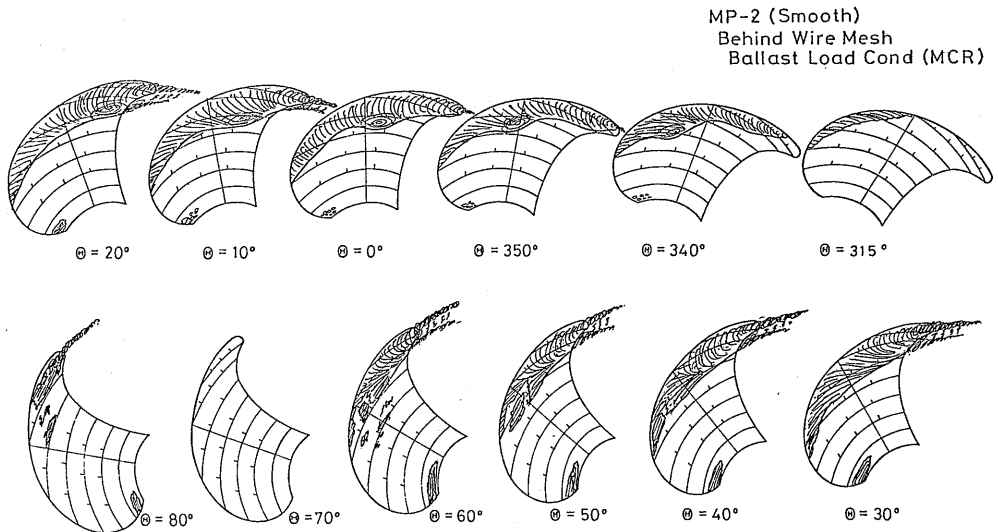 MP-2 (Smooth)
Behind Wire Mesh
Ballast Load Cond (MCR)
Θ = 20°
Θ = 10°
Θ = 0°
Θ = 350°
Θ = 340°
Θ = 315°
Θ = 80°
Θ = 70°
Θ = 60°
Θ = 50°
Θ = 40°
Θ = 30°